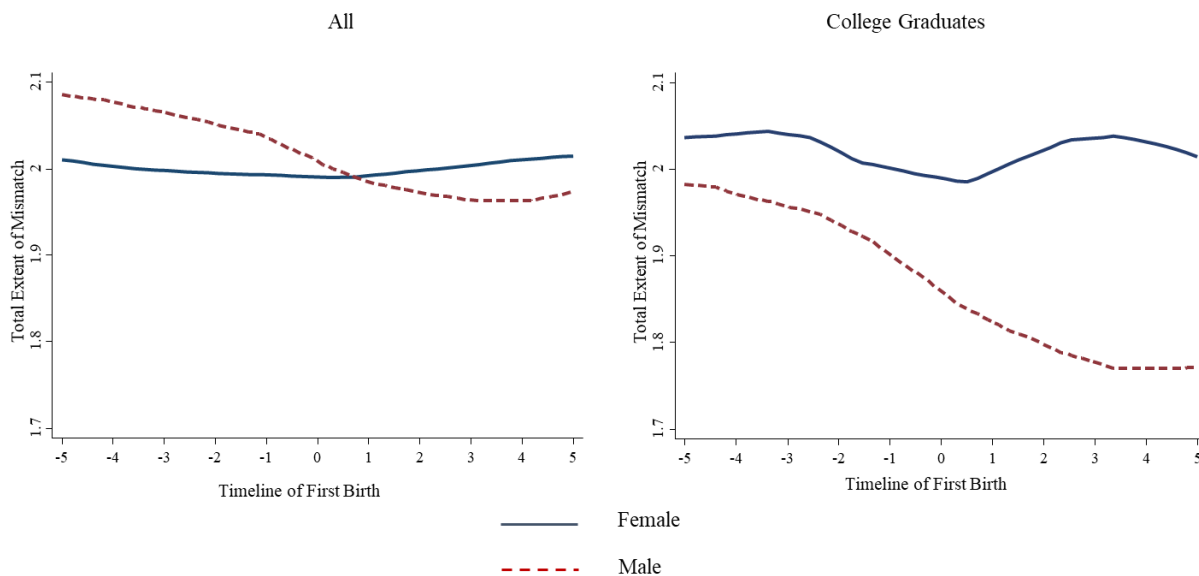 All
Total Extent of Mismatch
2.1
2
1.9
1.8
1.7
-5 -4 -3 -2 -1 0 1 2 3 4 5
Timeline of First Birth
College Graduates
Total Extent of Mismatch
2.1
2
1.9
1.8
1.7
-5 -4 -3 -2 -1 0 1 2 3 4 5
Timeline of First Birth
Female
Male